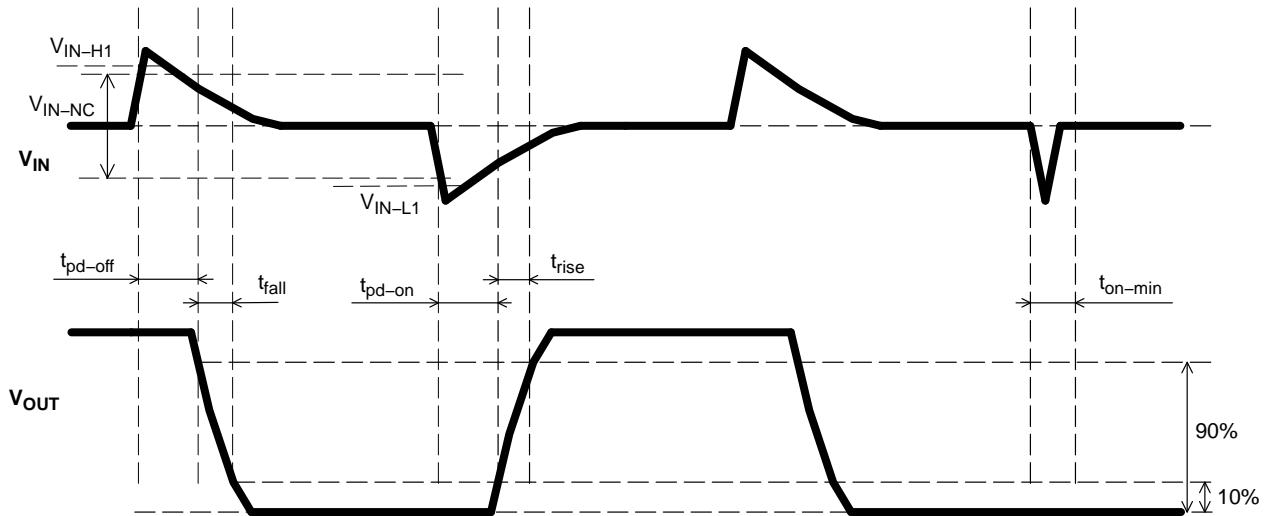 VIN–H1
VIN–NC
VIN
VIN–L1
tpd–off
tfall
tpd–on
trise
ton–min
VOUT
90%
10%